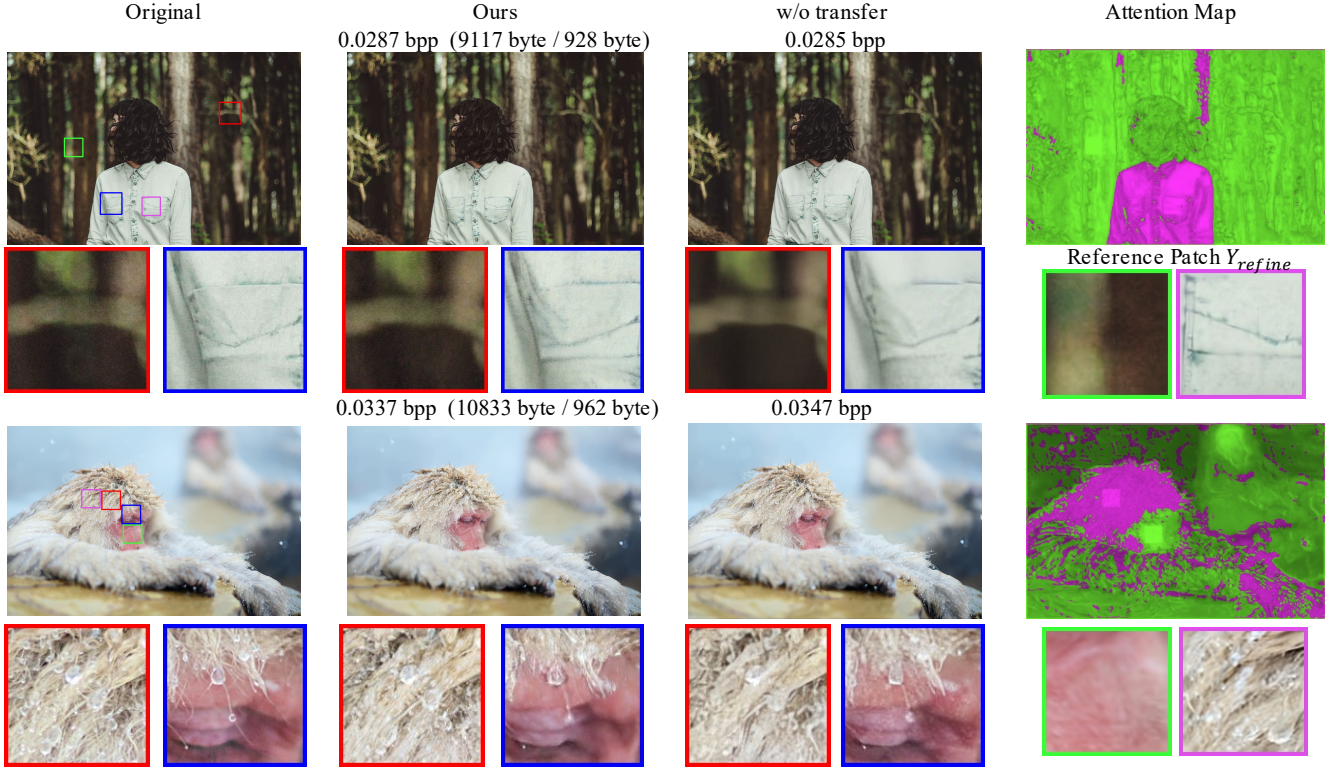 Original
Ours
w/o transfer
Attention Map
0.0287 bpp (9117 byte / 928 byte)
0.0285 bpp
Reference Patch Y_refine
0.0337 bpp (10833 byte / 962 byte)
0.0347 bpp